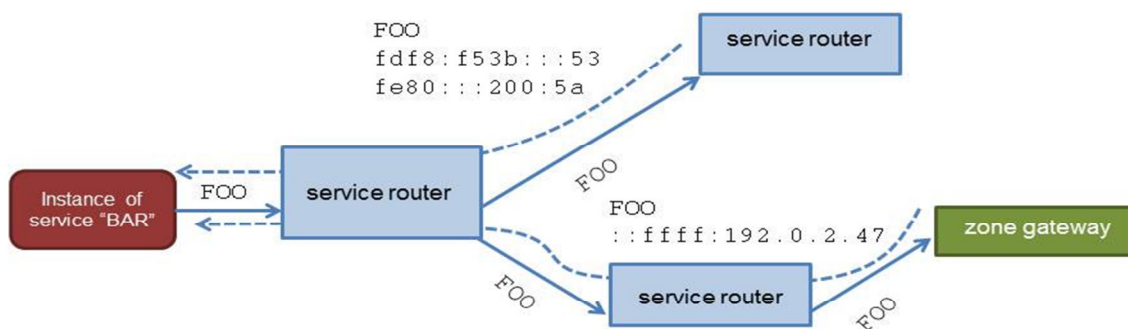 FOO
fdf8:f53b:::53
fe80:::200:5a
service router
Instance of
service “BAR”
FOO
service router
FOO
FOO
::ffff:192.0.2.47
zone gateway
FOO
service router
FOO